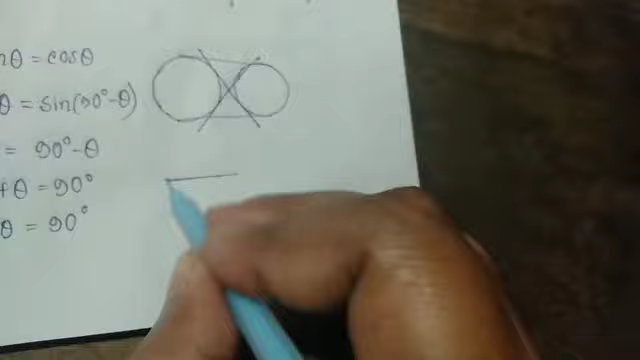 θ = cosθ
θ = sin(90° - θ)
= 90° - θ
+ θ = 90°
θ = 90°